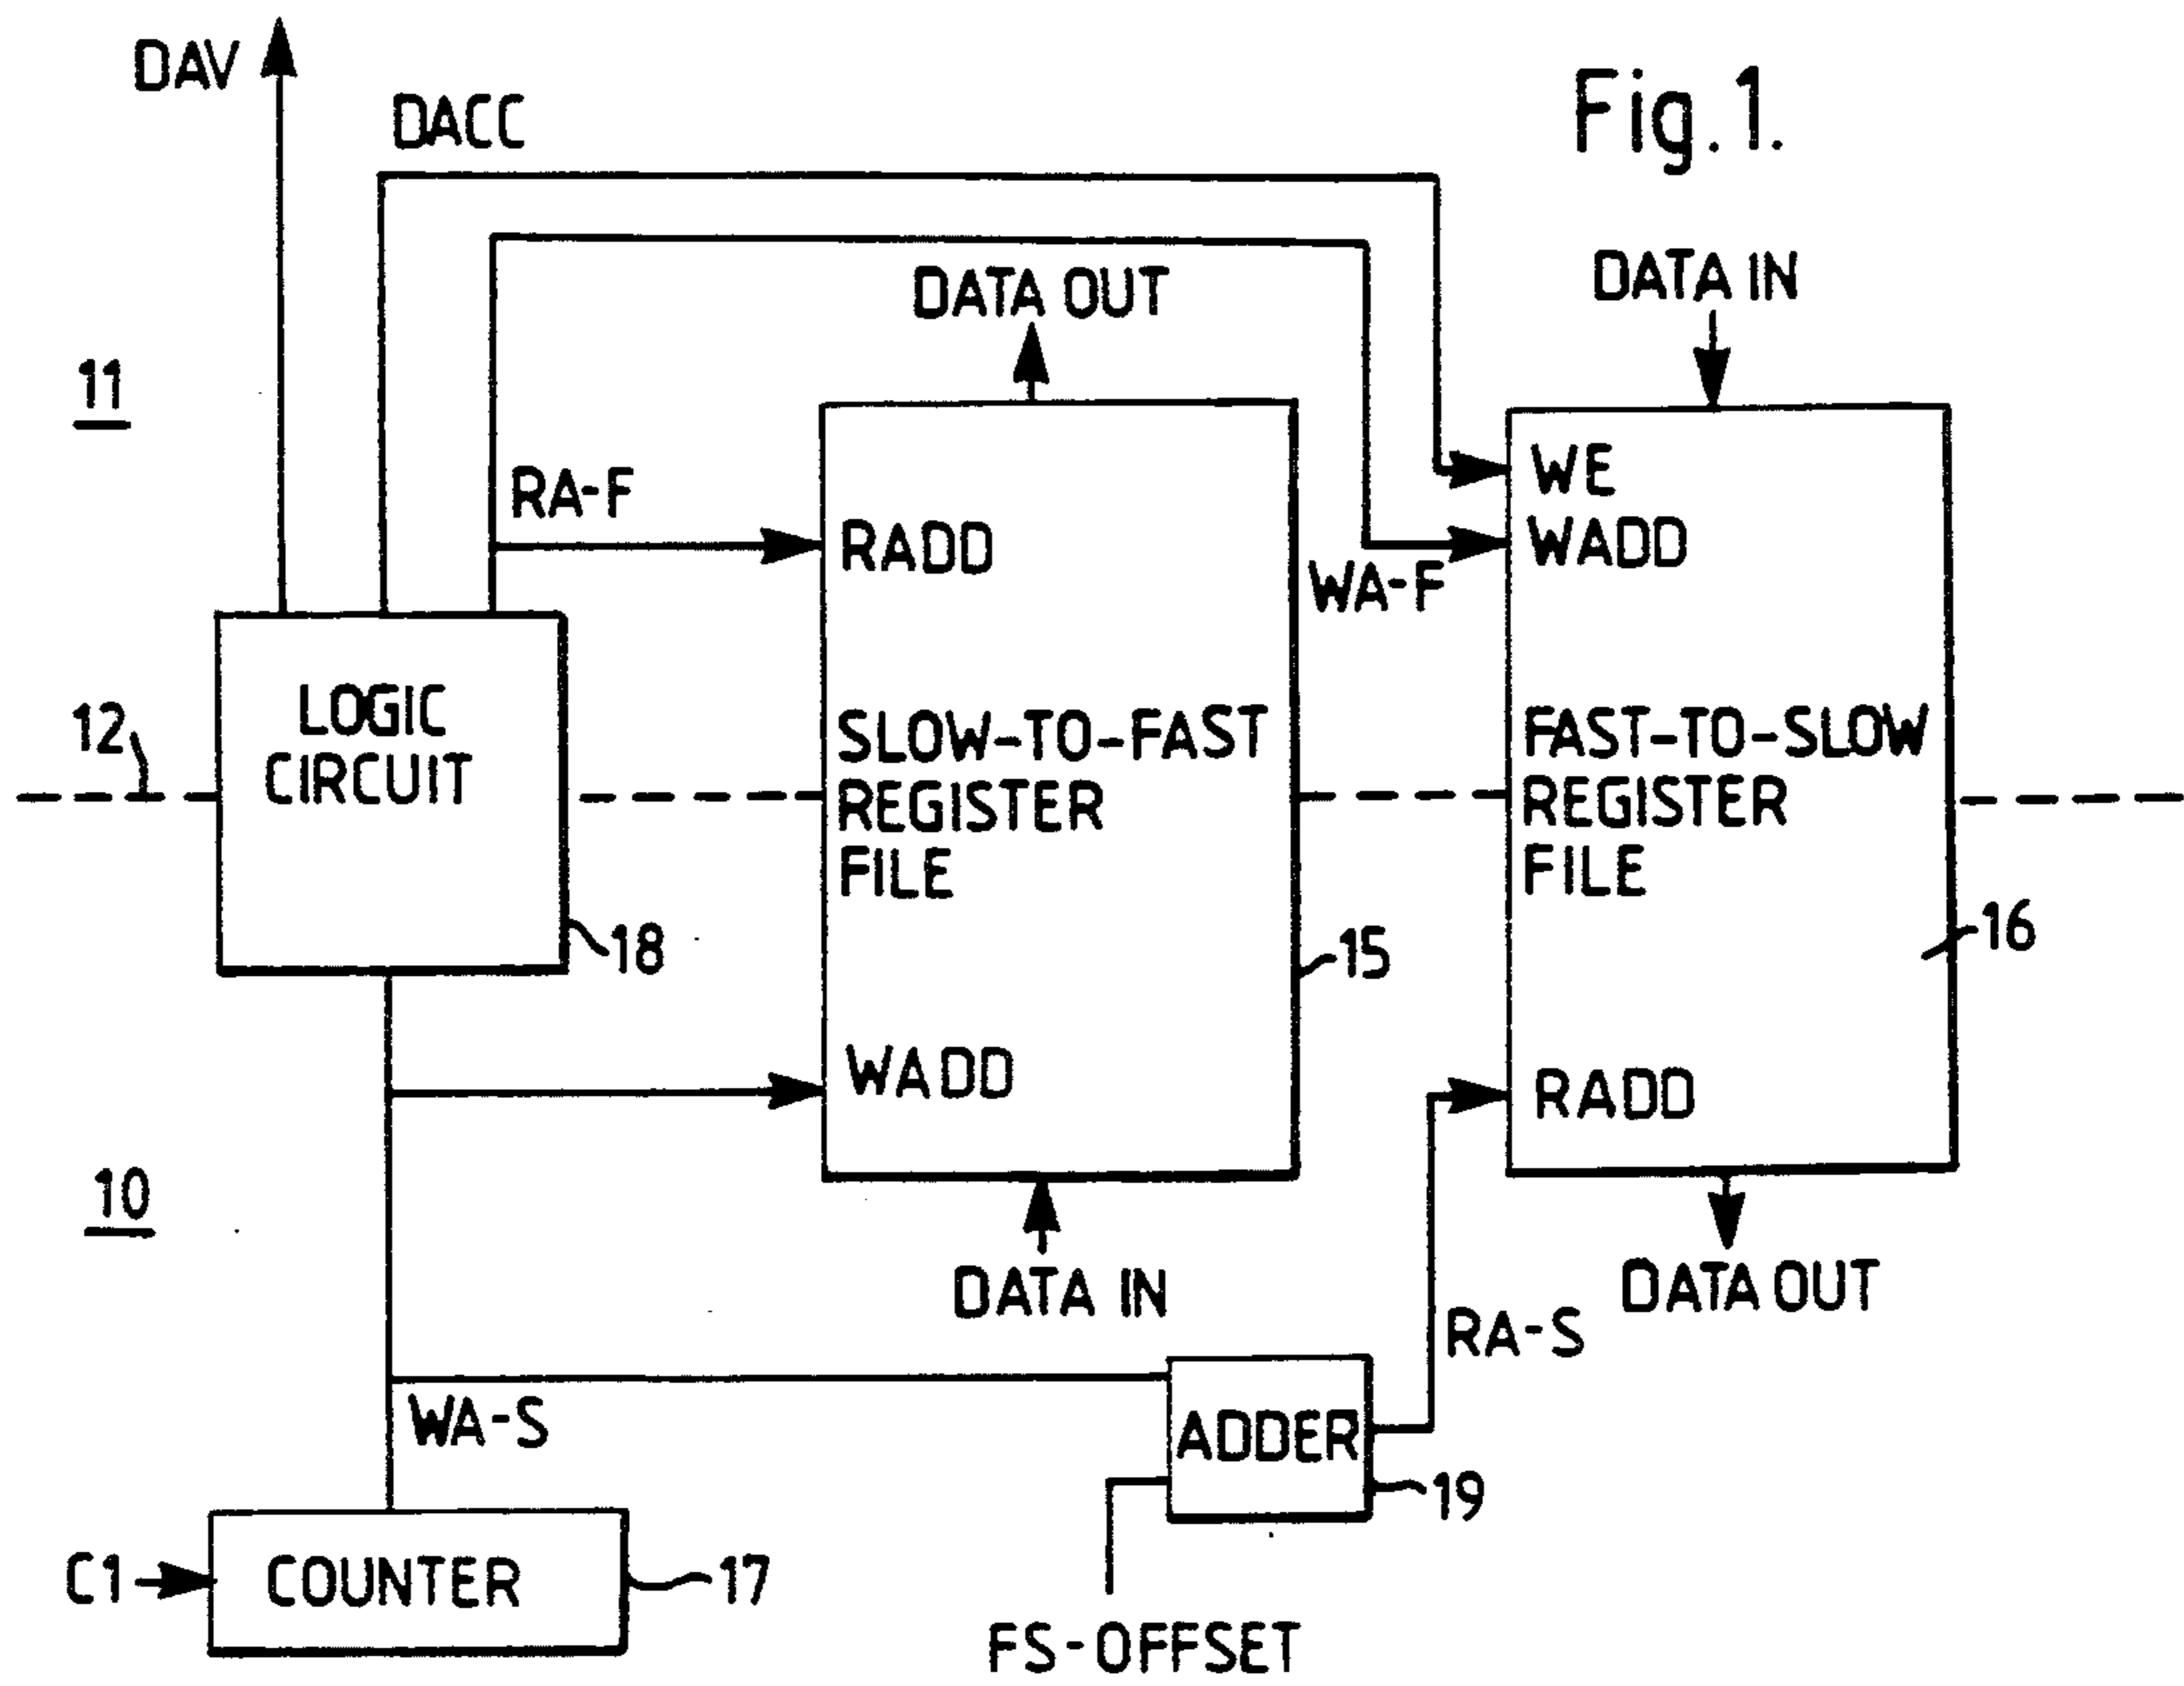 DAV
DACC
Fig.1.
DATA IN
DATA OUT
11
RA-F
WE
RADD
WADD
WA-F
12
LOGIC
CIRCUIT
SLOW-TO-FAST
REGISTER
FILE
FAST-TO-SLOW
REGISTER
FILE
18
15
16
WADD
RADD
10
DATA IN
DATA OUT
RA-S
WA-S
ADDER
19
C1
COUNTER
17
FS-OFFSET